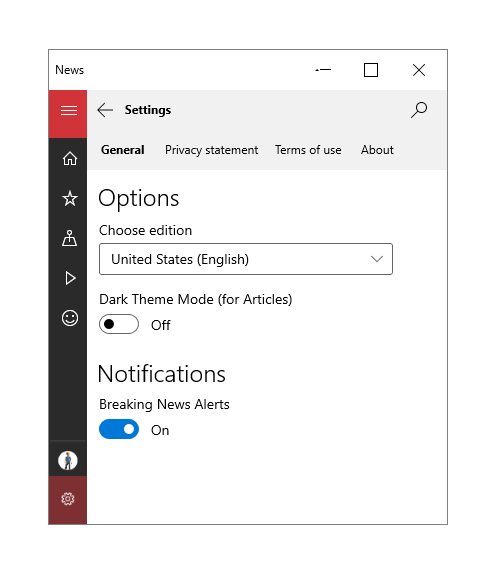 News
Settings
General Privacy statement Terms of use About
Options
Choose edition
United States (English)
Dark Theme Mode (for Articles)
Off
Notifications
Breaking News Alerts
On